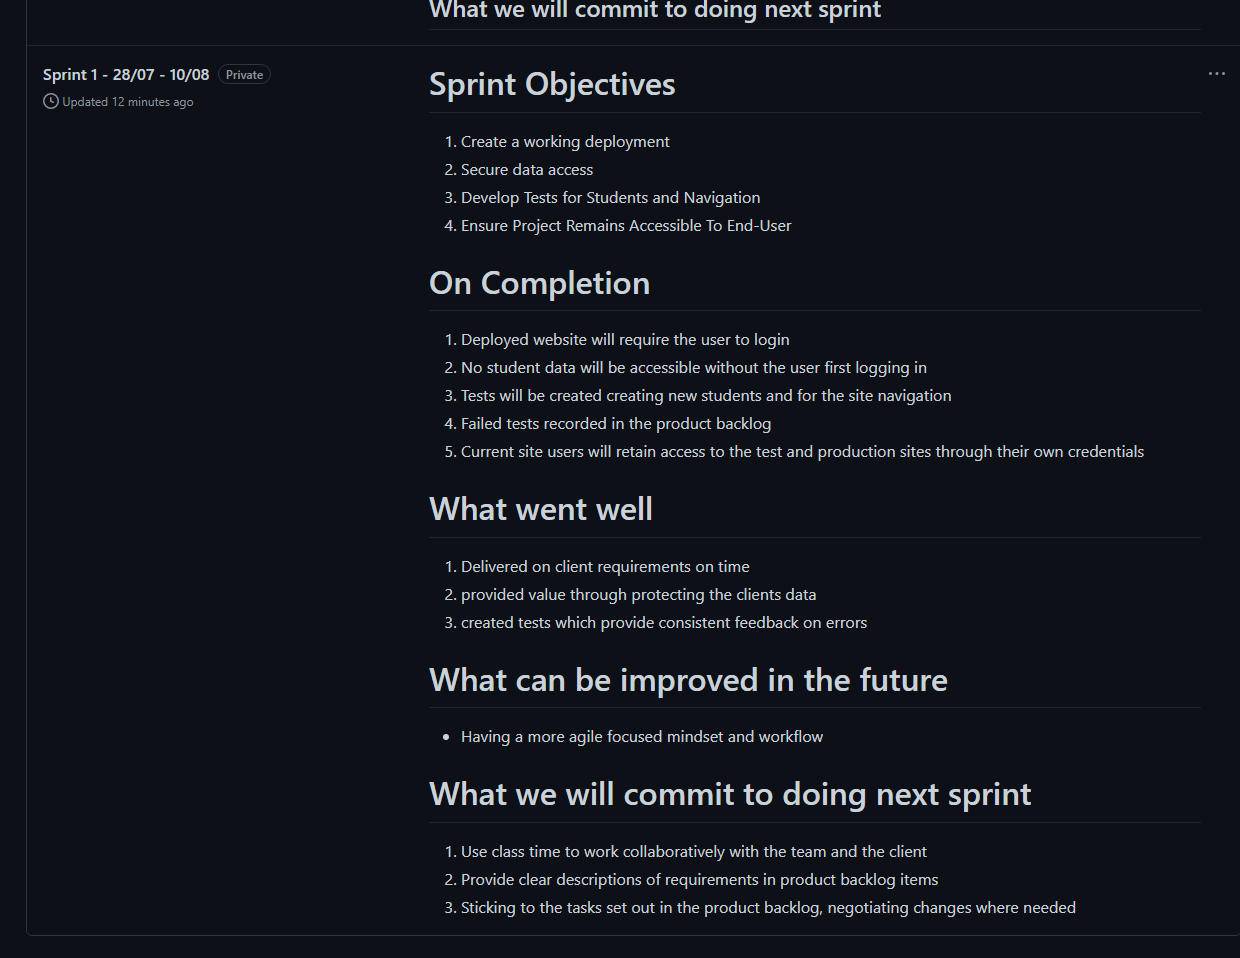 What we will commit to doing next sprint
Sprint 1 - 28/07 - 10/08 Private
Updated 12 minutes ago
Sprint Objectives
1. Create a working deployment
2. Secure data access
3. Develop Tests for Students and Navigation
4. Ensure Project Remains Accessible To End-User
On Completion
1. Deployed website will require the user to login
2. No student data will be accessible without the user first logging in
3. Tests will be created creating new students and for the site navigation
4. Failed tests recorded in the product backlog
5. Current site users will retain access to the test and production sites through their own credentials
What went well
1. Delivered on client requirements on time
2. provided value through protecting the clients data
3. created tests which provide consistent feedback on errors
What can be improved in the future
• Having a more agile focused mindset and workflow
What we will commit to doing next sprint
1. Use class time to work collaboratively with the team and the client
2. Provide clear descriptions of requirements in product backlog items
3. Sticking to the tasks set out in the product backlog, negotiating changes where needed